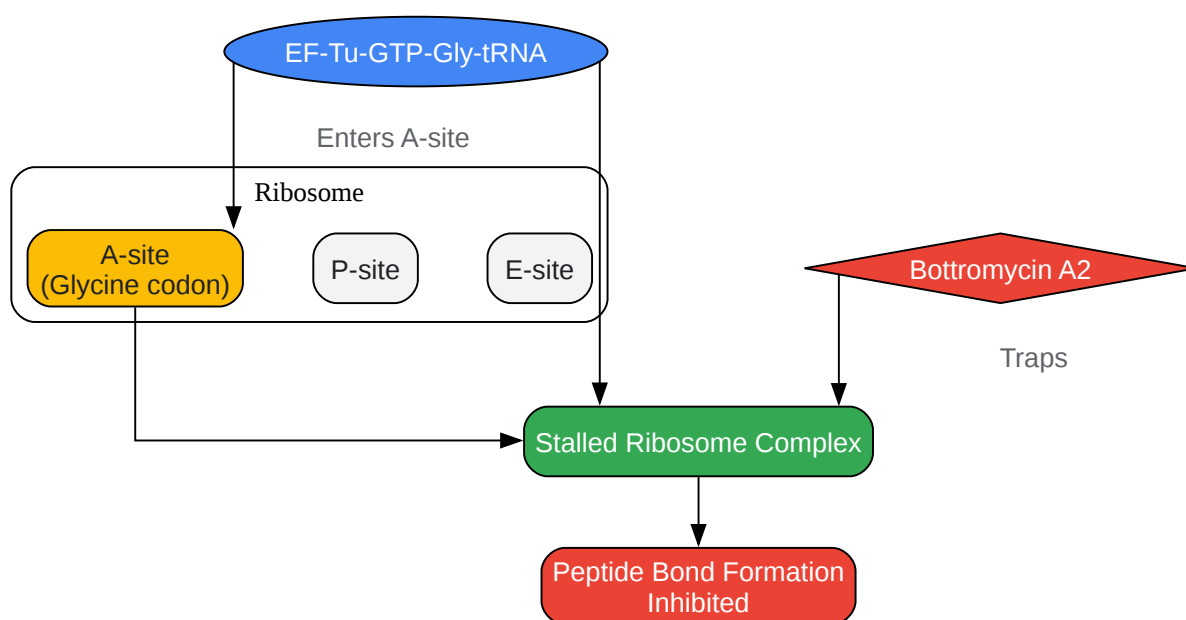 EF-Tu-GTP-Gly-tRNA
Enters A-site
Ribosome
A-site
(Glycine codon)
P-site
E-site
Bottromycin A2
Traps
Stalled Ribosome Complex
Peptide Bond Formation
Inhibited